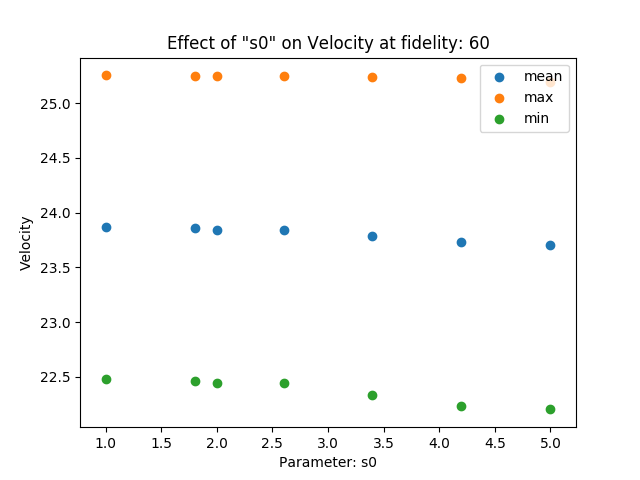 Effect of "s0" on Velocity at fidelity: 60
mean
max
min
Velocity
25.0
24.5
24.0
23.5
23.0
22.5
1.0 1.5 2.0 2.5 3.0 3.5 4.0 4.5 5.0
Parameter: s0